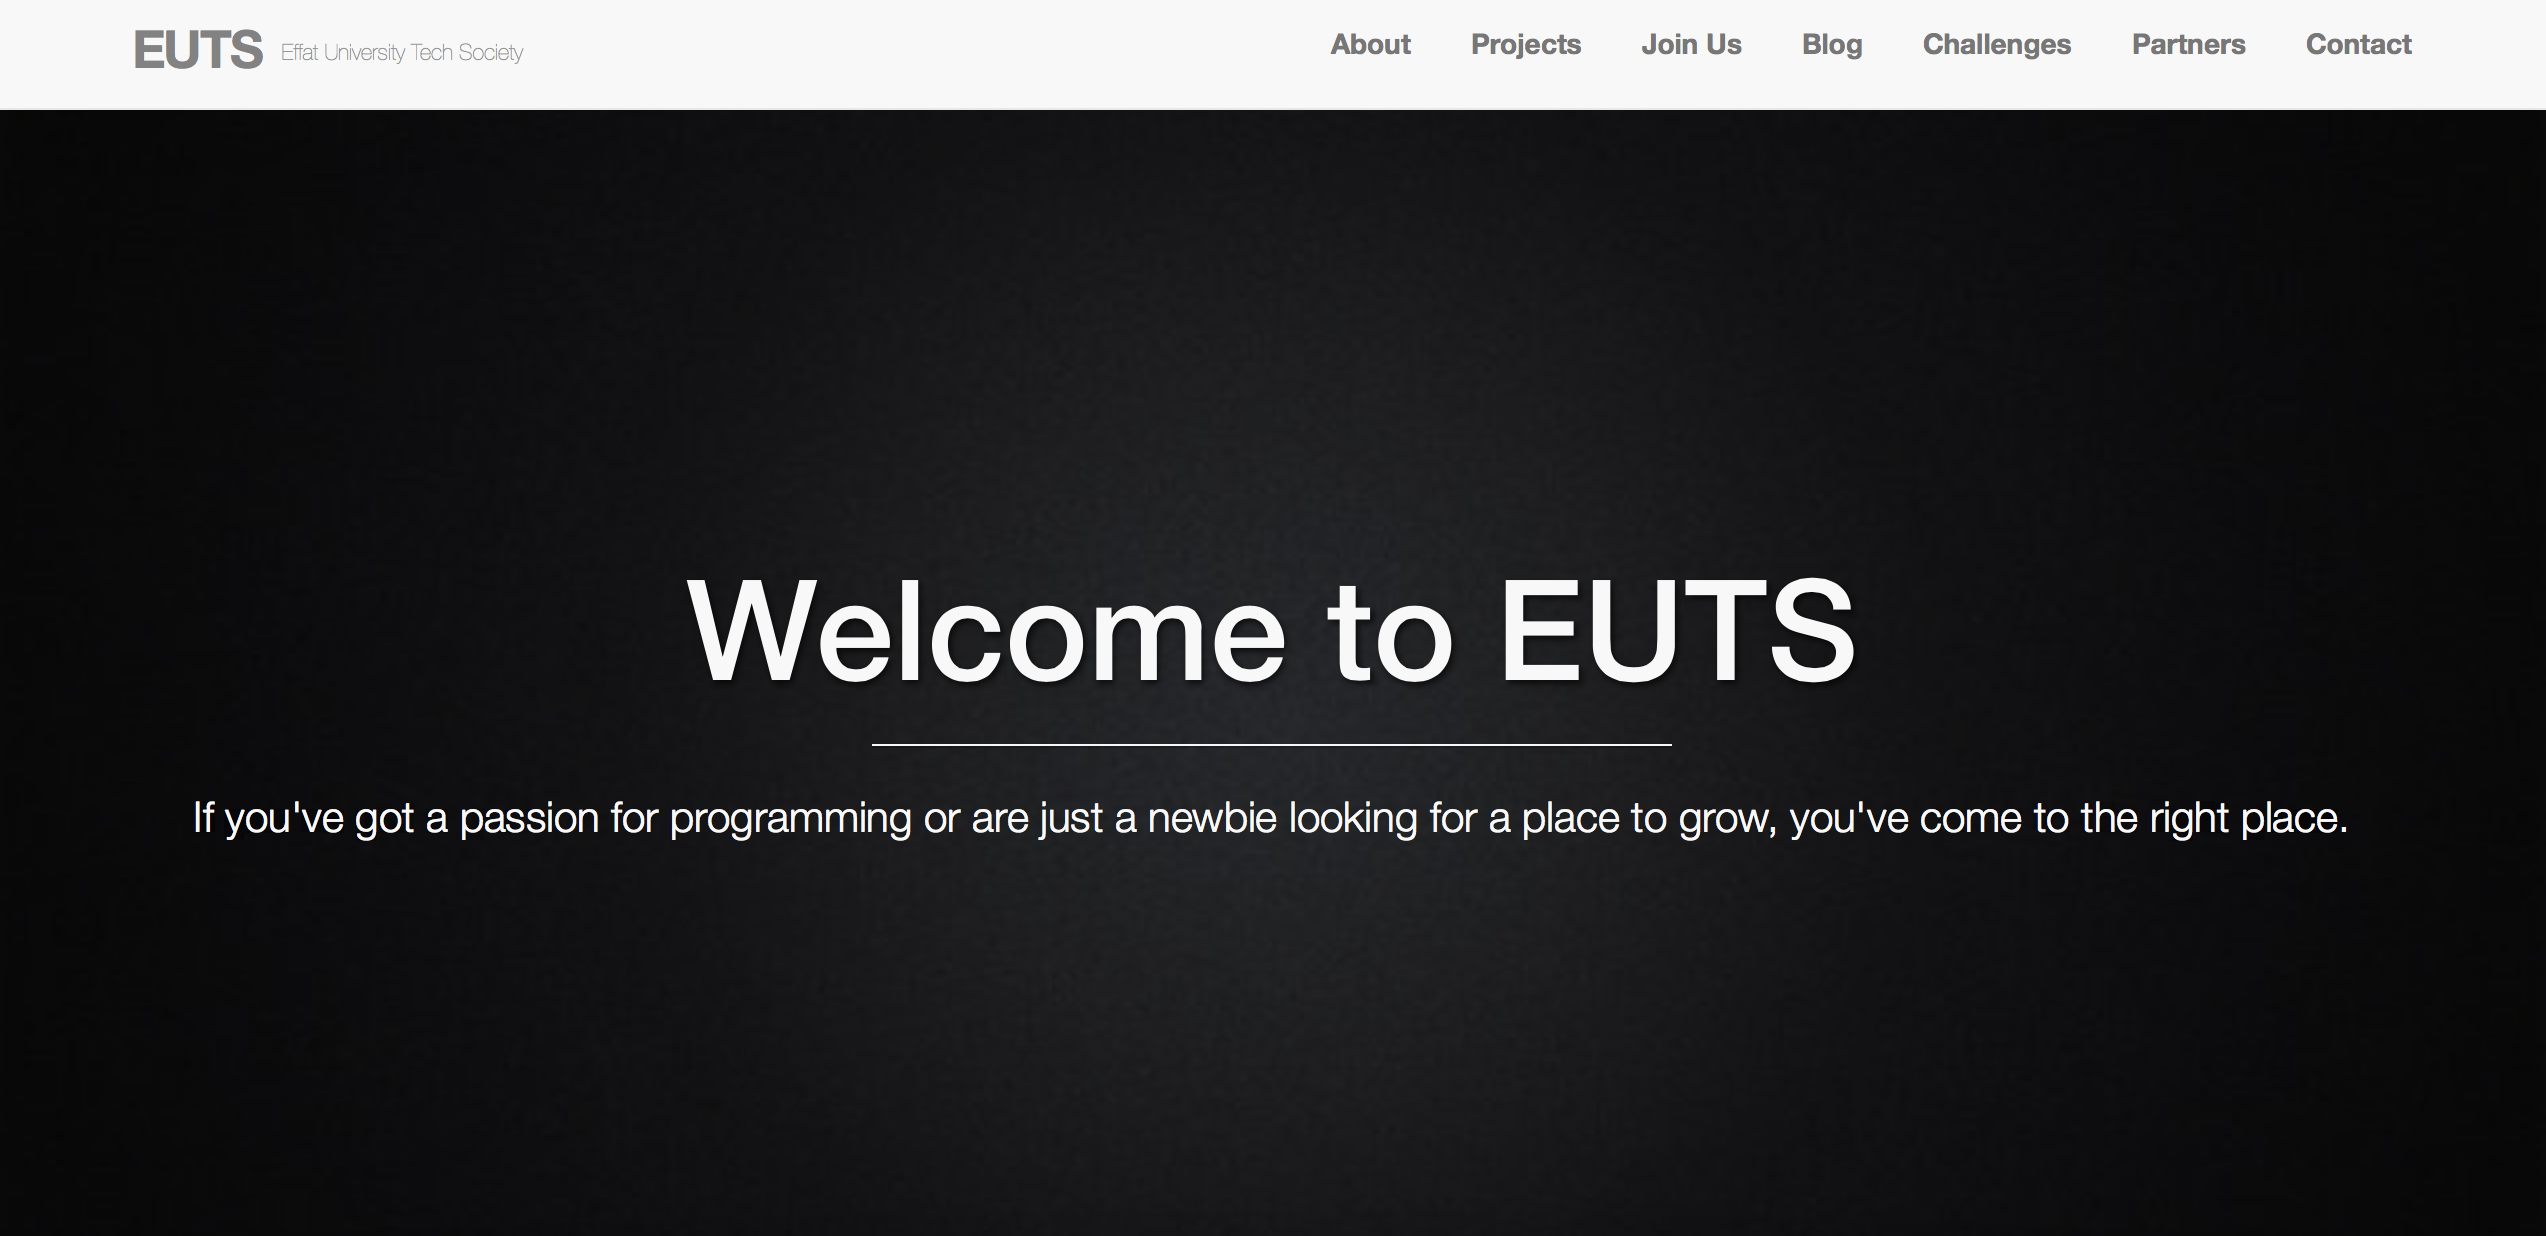 EUTS Effat University Tech Society
About Projects Join Us Blog Challenges Partners Contact
Welcome to EUTS
If you've got a passion for programming or are just a newbie looking for a place to grow, you've come to the right place.